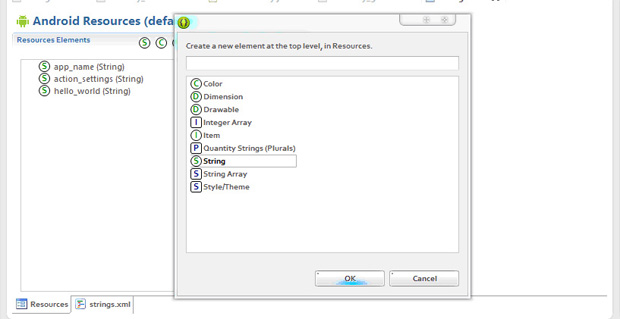 Android Resources (defa
Resources Elements
S
C
S app_name (String)
S action_settings (String)
S hello_world (String)
Create a new element at the top level, in Resources.
C Color
D Dimension
D Drawable
I Integer Array
I Item
P Quantity Strings (Plurals)
S String
S String Array
S Style/Theme
OK
Cancel
Resources
strings.xml